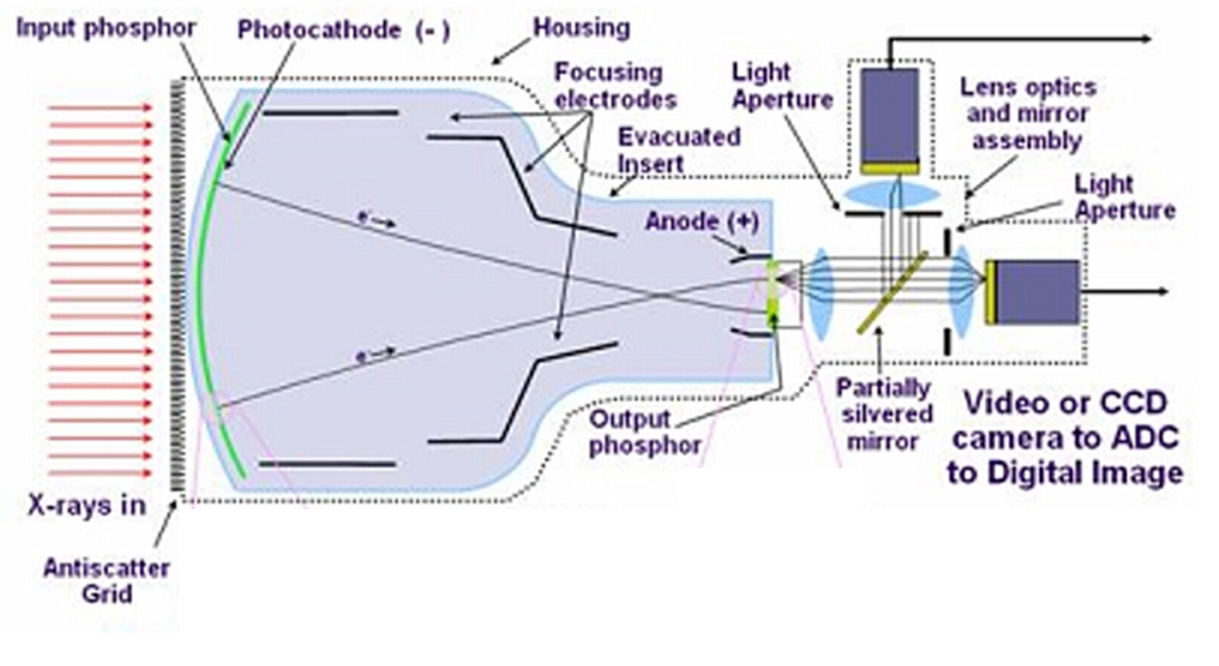 Input phosphor
Photocathode (-)
Housing
Focusing
electrodes
Light
Aperture
Lens optics
and mirror
assembly
Evacuated
Insert
Light
Aperture
Anode (+)
e-
e-
Output
phosphor
Partially
silvered
mirror
Video or CCD
camera to ADC
to Digital Image
X-rays in
Antiscatter
Grid